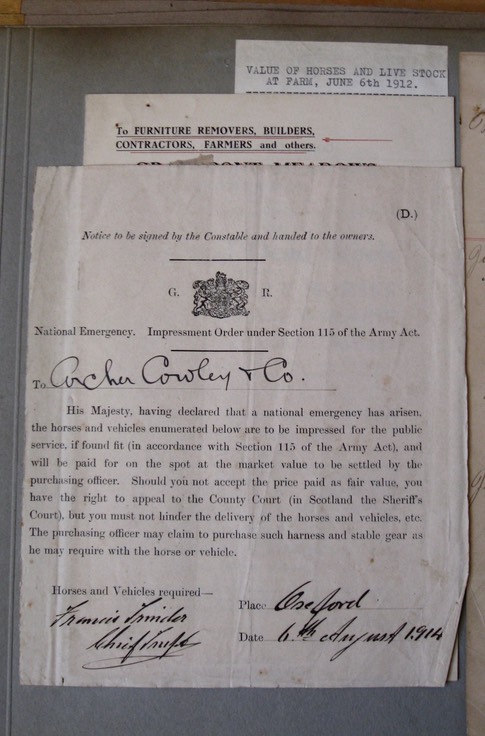 VALUE OF HORSES AND LIVE STOCK
AT FARM, JUNE 6th 1912.
To FURNITURE REMOVERS, BUILDERS,
CONTRACTORS, FARMERS and others.
(D.)
Notice to be signed by the Constable and handed to the owners.
G. R.
National Emergency. Impressment Order under Section 115 of the Army Act.
To Archer Cowley & Co.
His Majesty, having declared that a national emergency has arisen,
the horses and vehicles enumerated below are to be impressed for the public
service, if found fit (in accordance with Section 115 of the Army Act), and
will be paid for on the spot at the market value to be settled by the
purchasing officer. Should you not accept the price paid as fair value, you
have the right to appeal to the County Court (in Scotland the Sheriff's
Court), but you must not hinder the delivery of the horses and vehicles, etc.
The purchasing officer may claim to purchase such harness and stable gear as
he may require with the horse or vehicle.
Horses and Vehicles required—
Place Oxford
Francis
Chief
Date 6th August 1914